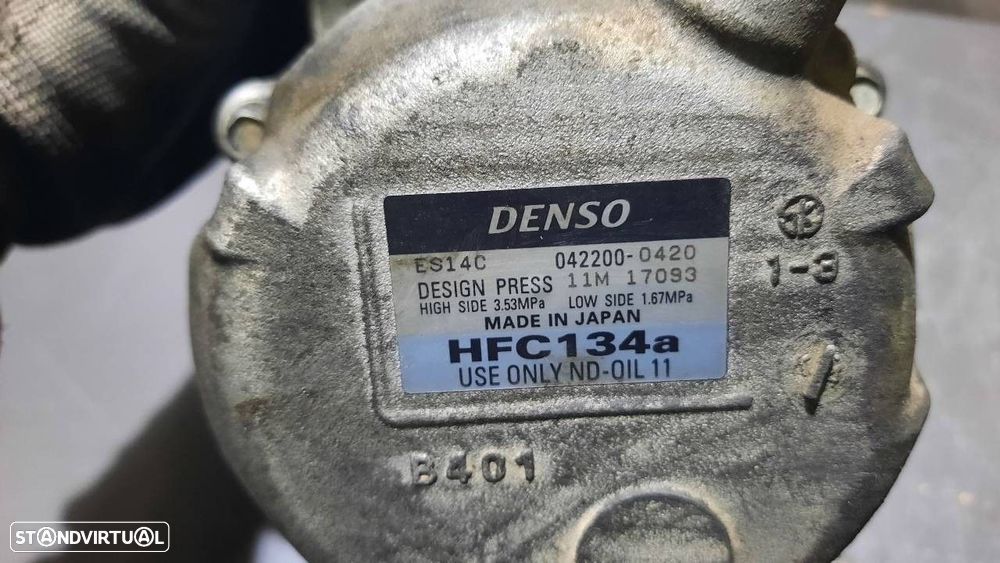 DENSO
ES14C 042200-0420
DESIGN PRESS 11M 17093
HIGH SIDE 3.53MPa LOW SIDE 1.67MPa
MADE IN JAPAN
HFC134a
USE ONLY ND-OIL 11
1-3
B401
STANDVIRTUAL